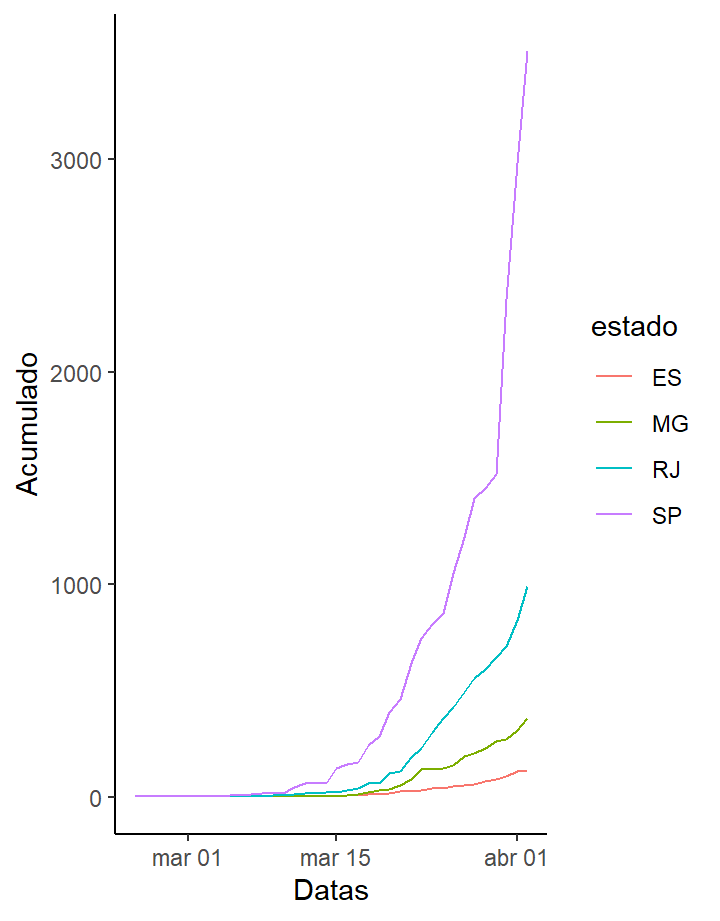 Acumulado
3000
2000
1000
0
mar 01
mar 15
abr 01
Datas
estado
ES
MG
RJ
SP